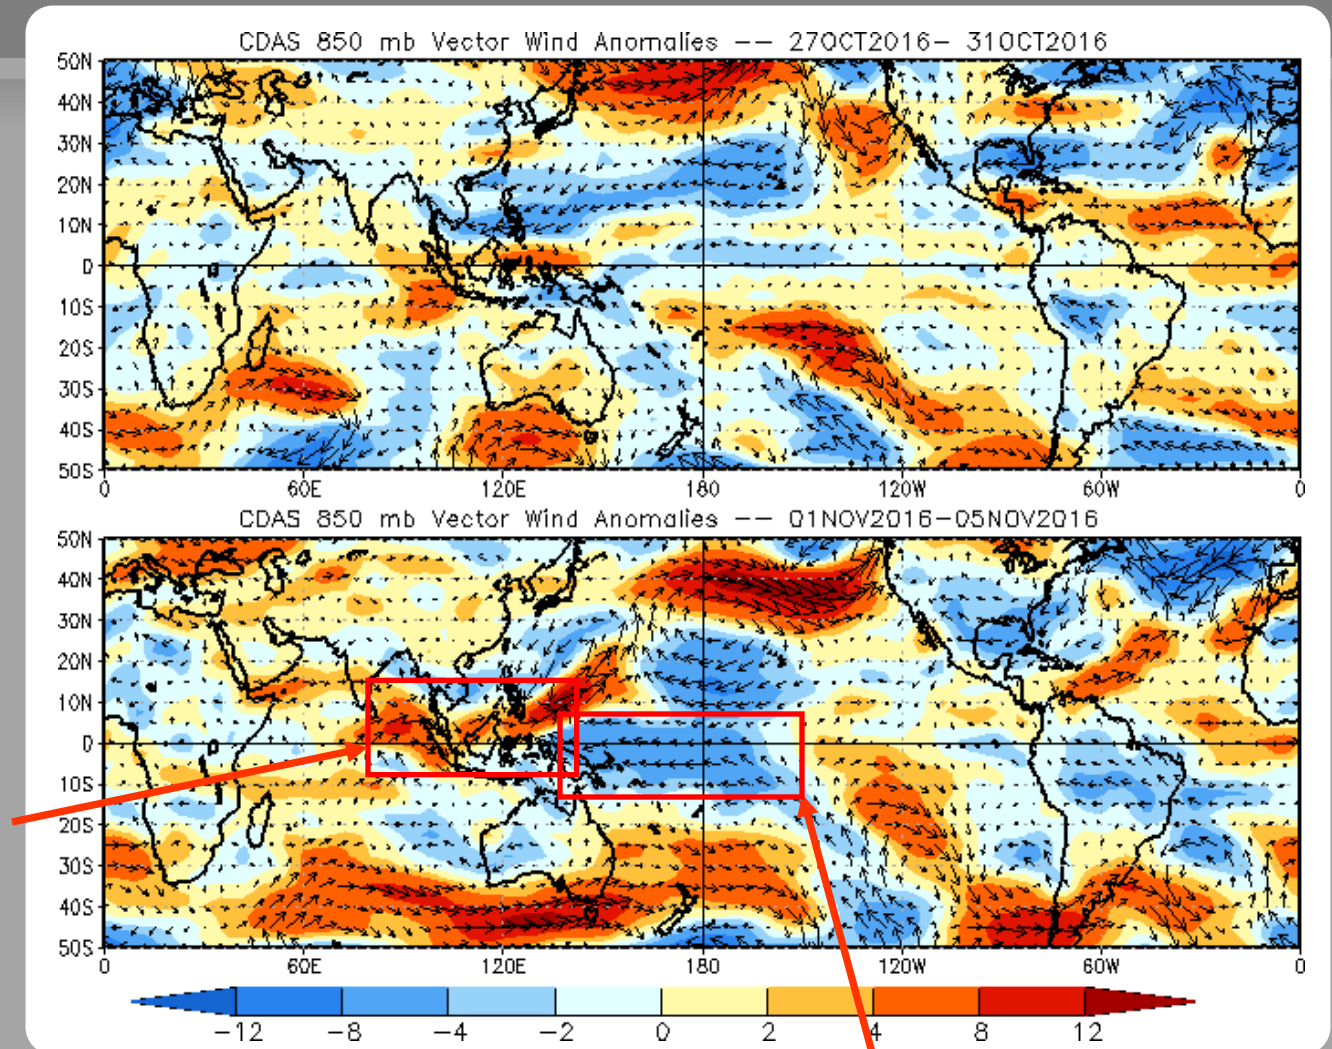 CDAS 850 mb Vector Wind Anomalies -- 27OCT2016- 31OCT2016
50N
40N
30N
20N
10N
0
10S
20S
30S
40S
50S
0 60E 120E 180 120W 60W 0
CDAS 850 mb Vector Wind Anomalies -- 01NOV2016-05NOV2016
50N
40N
30N
20N
10N
0
10S
20S
30S
40S
50S
0 60E 120E 180 120W 60W 0
-12 -8 -4 -2 0 2 4 8 12